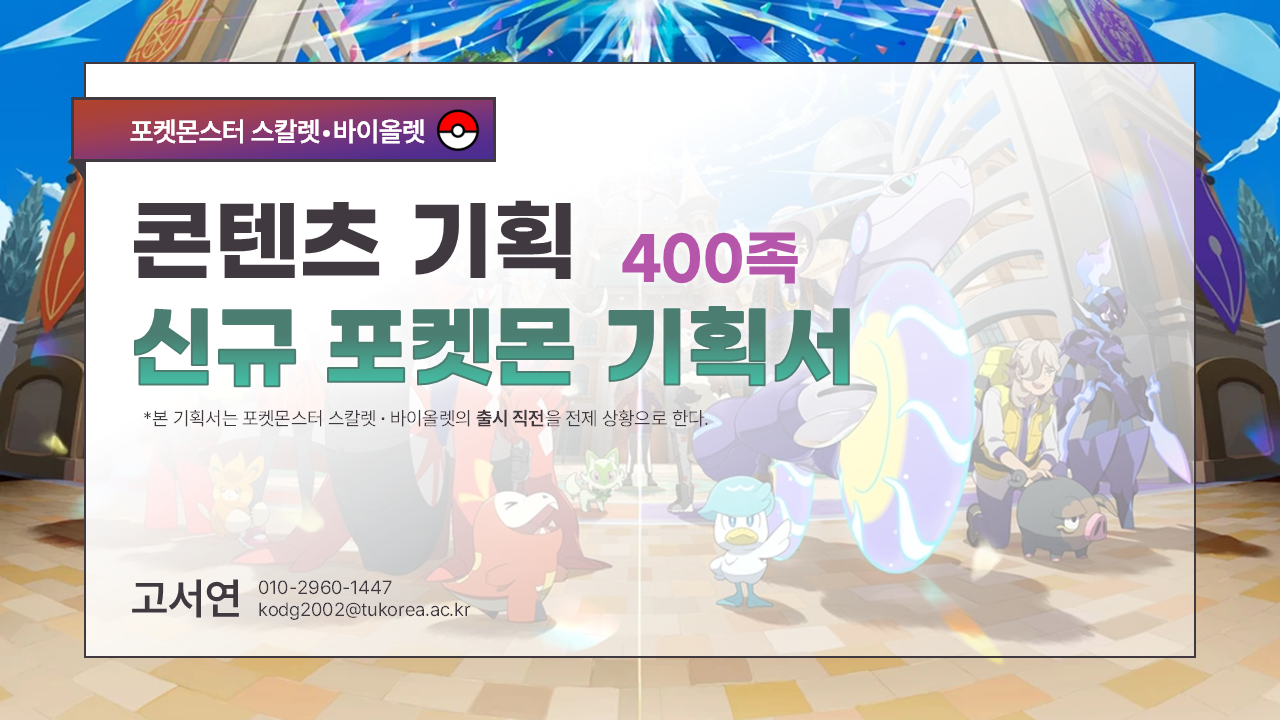 포켓몬스터 스칼렛•바이올렛
콘텐츠 기획 400족
신규 포켓몬 기획서
*본 기획서는 포켓몬스터 스칼렛 • 바이올렛의 출시 직전을 전제 상황으로 한다.
고서연
010-2960-1447
kodg2002@tukorea.ac.kr